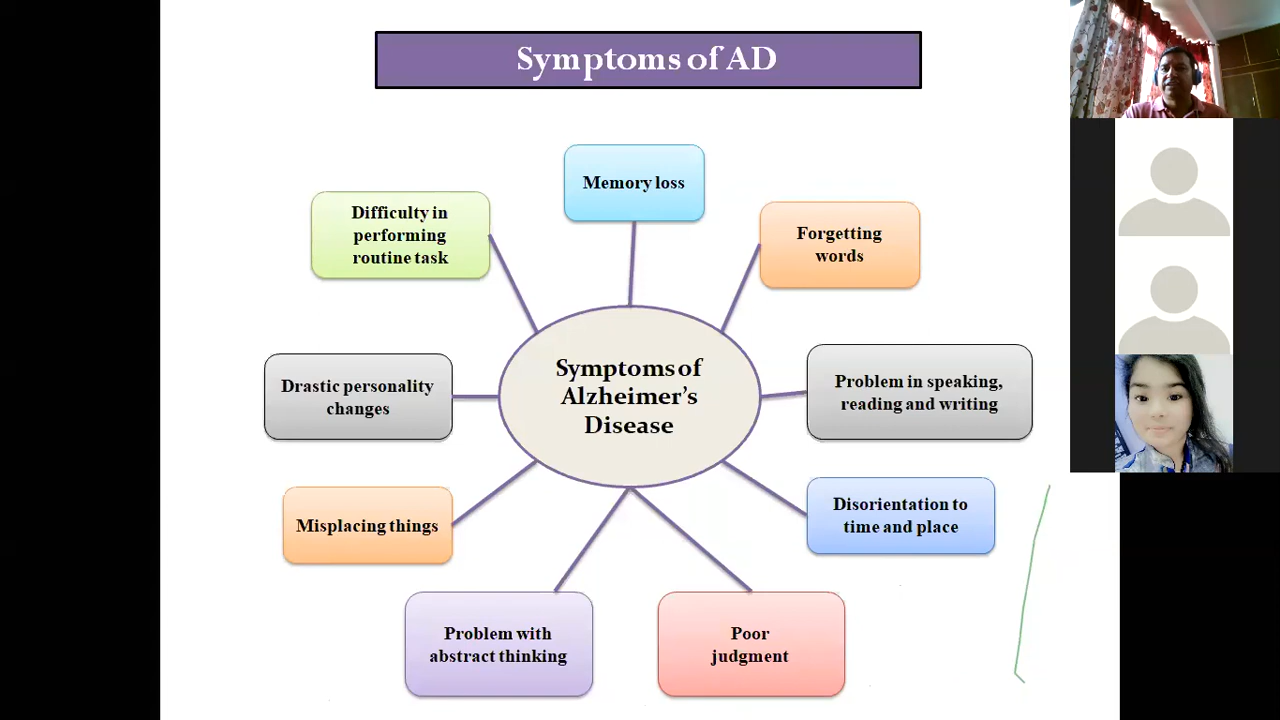 Symptoms of AD
Memory loss
Difficulty in
performing
routine task
Forgetting
words
Symptoms of
Alzheimer's
Disease
Drastic personality
changes
Problem in speaking,
reading and writing
Misplacing things
Disorientation to
time and place
Problem with
abstract thinking
Poor
judgment